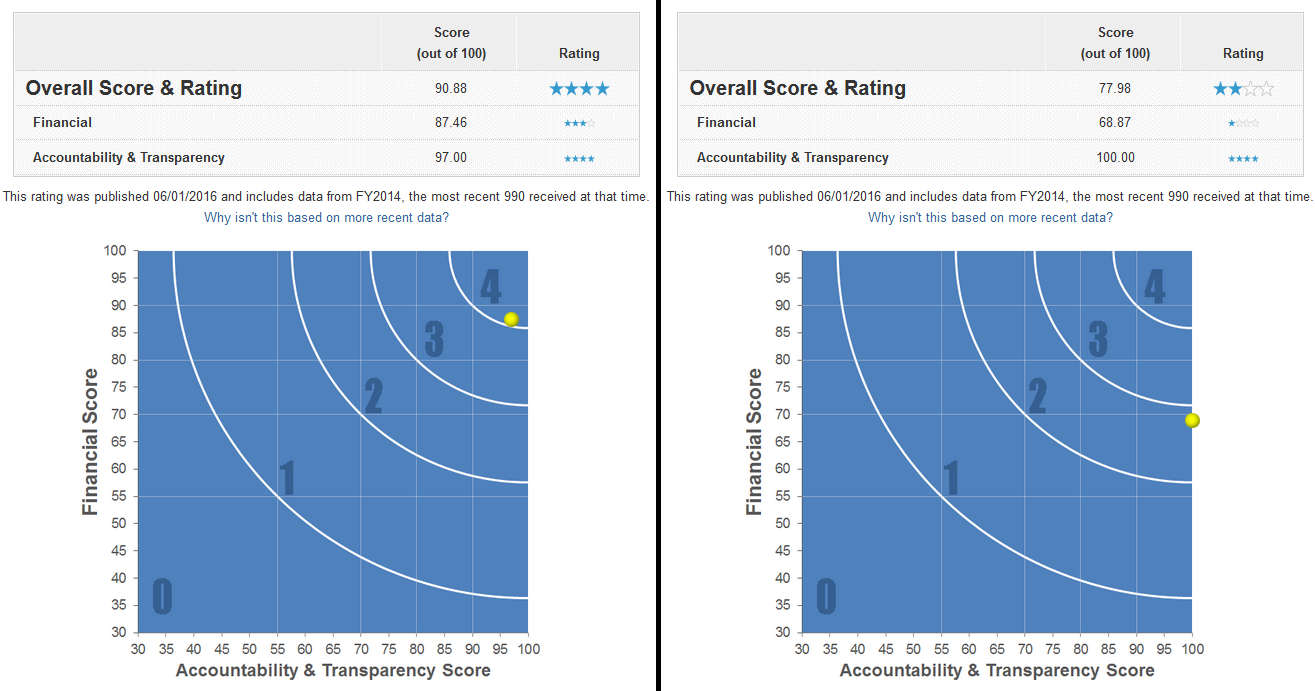 Score
(out of 100) Rating
Overall Score & Rating 90.88
Financial 87.46
Accountability & Transparency 97.00
This rating was published 06/01/2016 and includes data from FY2014, the most recent 990 received at that time.
Why isn't this based on more recent data?
100
95
90
85
80
75
70
65
60
55
50
45
40
35
30
Financial Score
4
3
2
1
0
30 35 40 45 50 55 60 65 70 75 80 85 90 95 100
Accountability & Transparency Score
Score
(out of 100) Rating
Overall Score & Rating 77.98
Financial 68.87
Accountability & Transparency 100.00
This rating was published 06/01/2016 and includes data from FY2014, the most recent 990 received at that time.
Why isn't this based on more recent data?
100
95
90
85
80
75
70
65
60
55
50
45
40
35
30
Financial Score
4
3
2
1
0
30 35 40 45 50 55 60 65 70 75 80 85 90 95 100
Accountability & Transparency Score